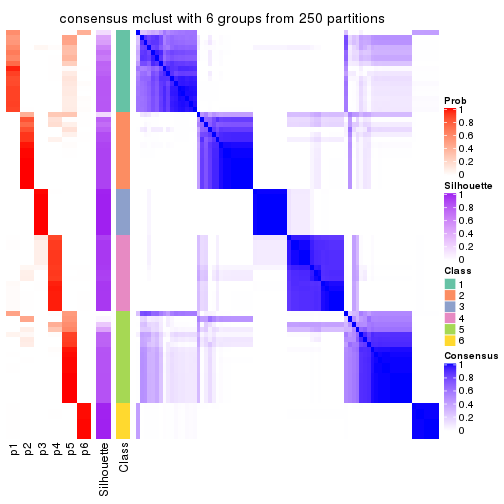 consensus mclust with 6 groups from 250 partitions
Prob
1
0.8
0.6
0.4
0.2
0
Silhouette
1
0.8
0.6
0.4
0.2
0
Class
1
2
3
4
5
6
Consensus
1
0.8
0.6
0.4
0.2
0
p1
p2
p3
p4
p5
p6
Silhouette
Class